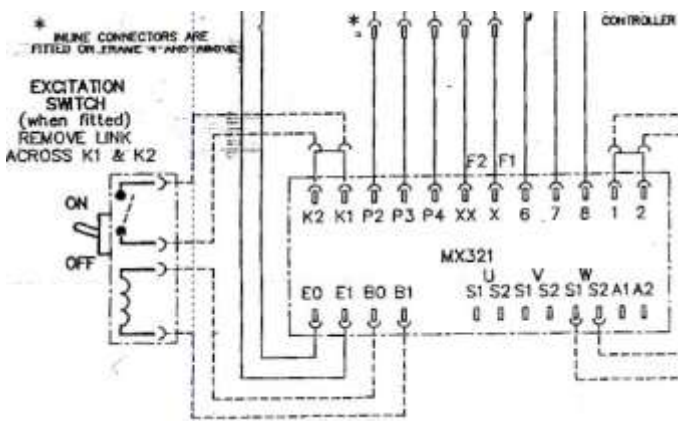 *
INLINE CONNECTORS ARE
FITTED ON FRAME 4 AND ABOVE
*
CONTROLLER
EXCITATION
SWITCH
(when fitted)
REMOVE LINK
ACROSS K1 & K2
ON
OFF
F2 F1
K2 K1 P2 P3 P4 XX X 6 7 8 1 2
MX321
U V W
E0 E1 B0 B1
S1 S2 S1 S2 S1 S2 A1 A2